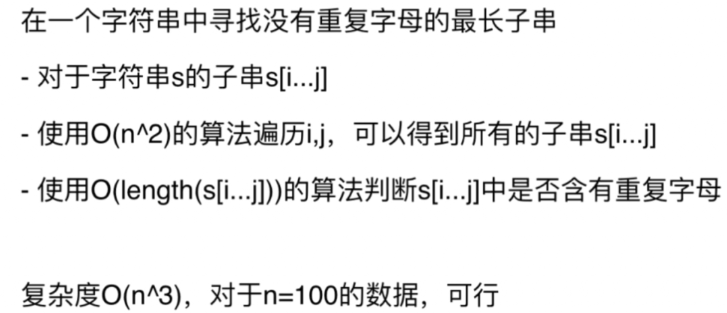 在一个字符串中寻找没有重复字母的最长子串
- 对于字符串s的子串s[i...j]
- 使用O(n^2)的算法遍历i,j，可以得到所有的子串s[i...j]
- 使用O(length(s[i...j]))的算法判断s[i...j]中是否含有重复字母
复杂度O(n^3)，对于n=100的数据，可行